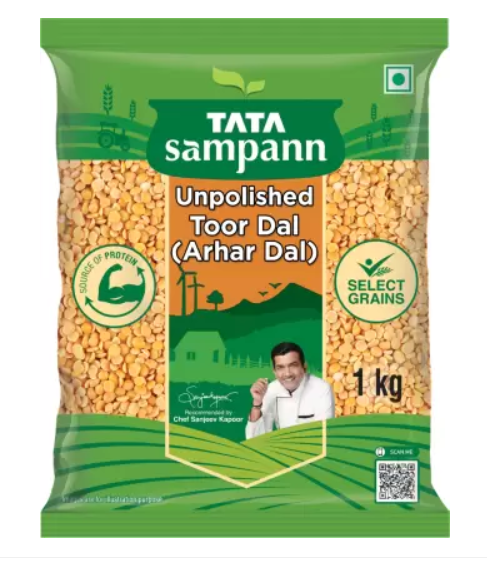 TATA
sampann
Unpolished
Toor Dal
(Arhar Dal)
SOURCE OF PROTEIN
SELECT
GRAINS
1 kg
Recommended by
Chef Sanjeev Kapoor
SCAN ME